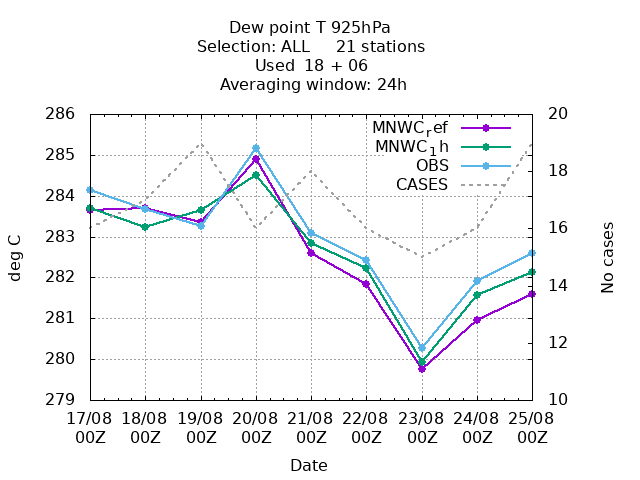 Dew point T 925hPa
Selection: ALL     21 stations
Used  18 + 06
Averaging window: 24h
286
285
284
283
282
281
280
279
deg C
20
18
16
14
12
10
No cases
MNWCref
MNWC1h
OBS
CASES
17/08 18/08 19/08 20/08 21/08 22/08 23/08 24/08 25/08
00Z 00Z 00Z 00Z 00Z 00Z 00Z 00Z 00Z
Date